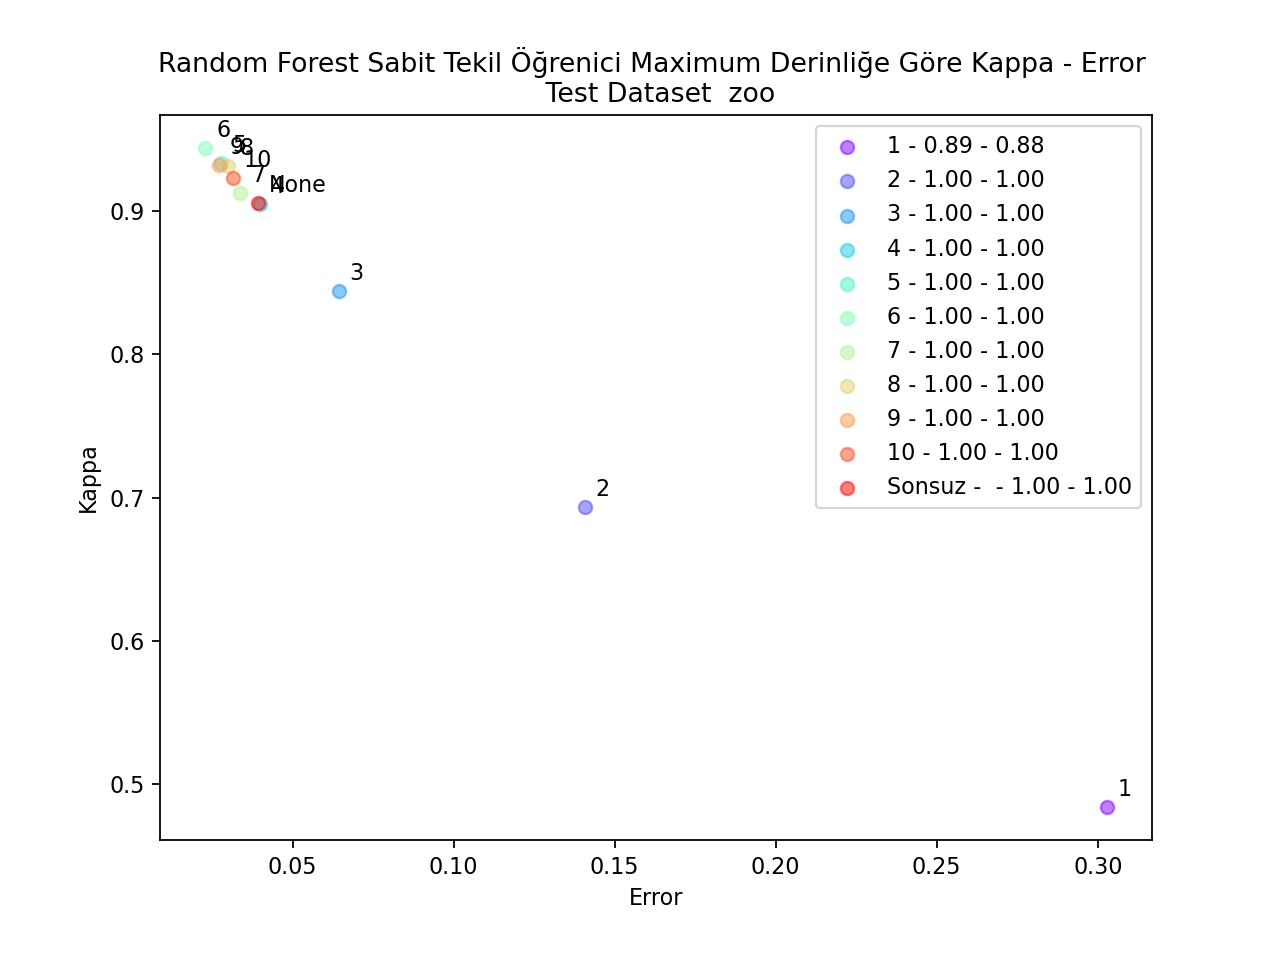 Random Forest Sabit Tekil Öğrenici Maximum Derinliğe Göre Kappa - Error
Test Dataset  zoo
6
5
9
8
10
7
None
4
3
2
1
1 - 0.89 - 0.88
2 - 1.00 - 1.00
3 - 1.00 - 1.00
4 - 1.00 - 1.00
5 - 1.00 - 1.00
6 - 1.00 - 1.00
7 - 1.00 - 1.00
8 - 1.00 - 1.00
9 - 1.00 - 1.00
10 - 1.00 - 1.00
Sonsuz -  - 1.00 - 1.00
0.9
0.8
0.7
0.6
0.5
Kappa
0.05 0.10 0.15 0.20 0.25 0.30
Error